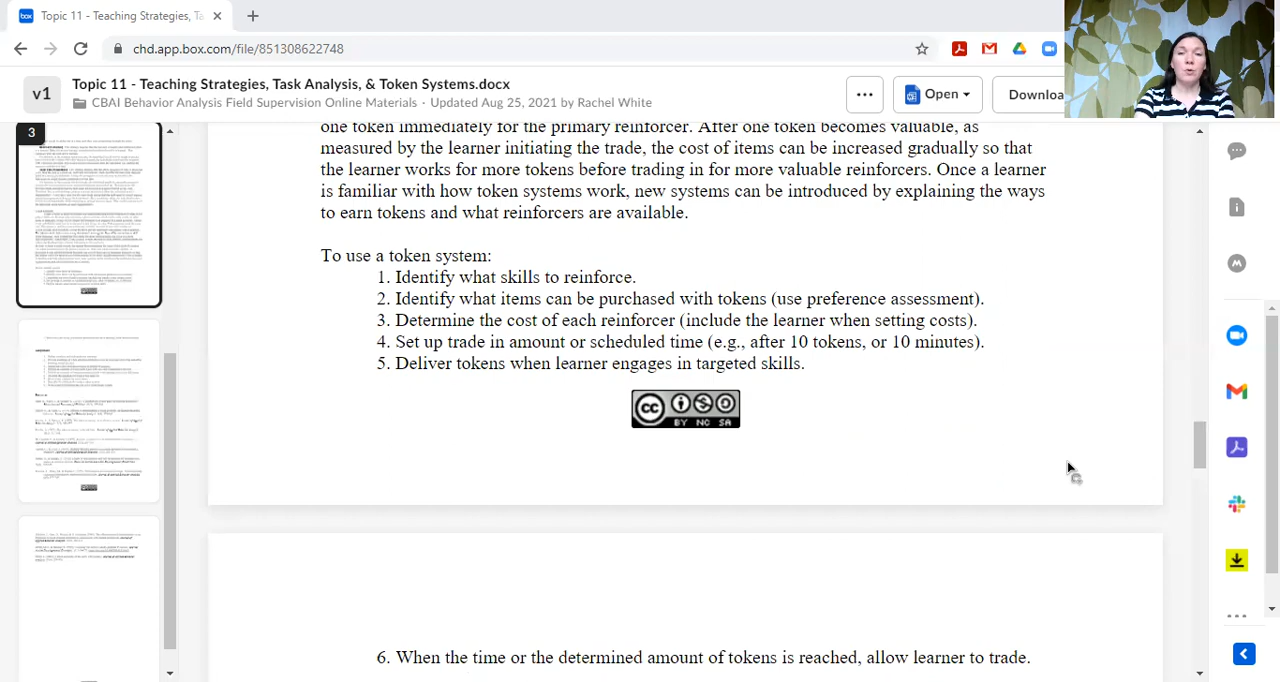 Topic 11 - Teaching Strategies, Ta
chd.app.box.com/file/851308622748
v1
Topic 11 - Teaching Strategies, Task Analysis, & Token Systems.docx
CBAI Behavior Analysis Field Supervision Online Materials · Updated Aug 25, 2021 by Rachel White
Open
Downloa
3
one token immediately for the primary reinforcer. After one token becomes valuable, as
measured by the learner initiating the trade, the cost of items can be increased gradually so that
the learner works for more tokens before trading in for more valuable reinforcers. Once a learner
is familiar with how token systems work, new systems can be introduced by explaining the ways
to earn tokens and what reinforcers are available.
To use a token system:
1. Identify what skills to reinforce.
2. Identify what items can be purchased with tokens (use preference assessment).
3. Determine the cost of each reinforcer (include the learner when setting costs).
4. Set up trade in amount or scheduled time (e.g., after 10 tokens, or 10 minutes).
5. Deliver tokens when learner engages in targeted skills.
cc
BY NC SA
6. When the time or the determined amount of tokens is reached, allow learner to trade.